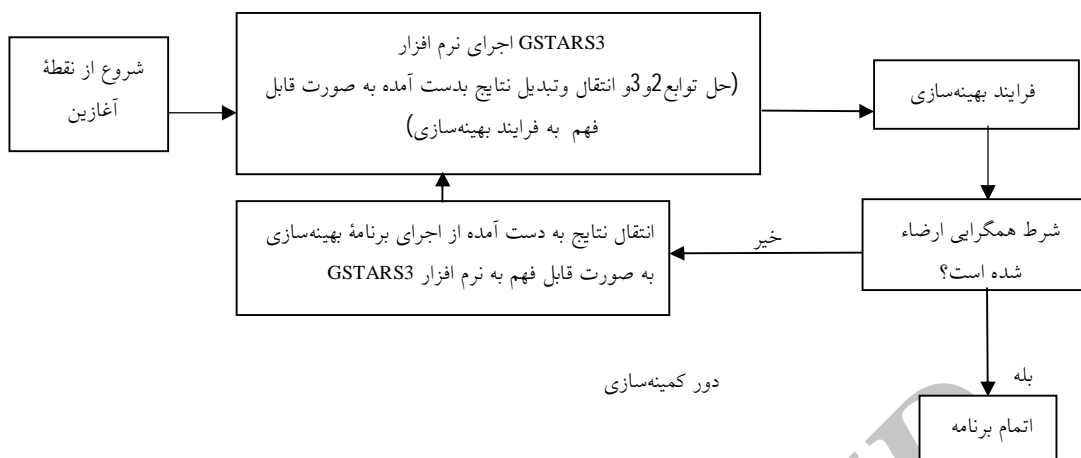 شروع از نقطهٔ
آغازین
اجرای نرم افزار GSTARS3
(حل توابع2و3و انتقال وتبدیل نتایج بدست آمده به صورت قابل
فهم به فرایند بهینه‌سازی)
فرایند بهینه‌سازی
شرط همگرایی ارضاء
شده است؟
خیر
انتقال نتایج به دست آمده از اجرای برنامهٔ بهینه‌سازی
به صورت قابل فهم به نرم افزار GSTARS3
بله
دور کمینه‌سازی
اتمام برنامه